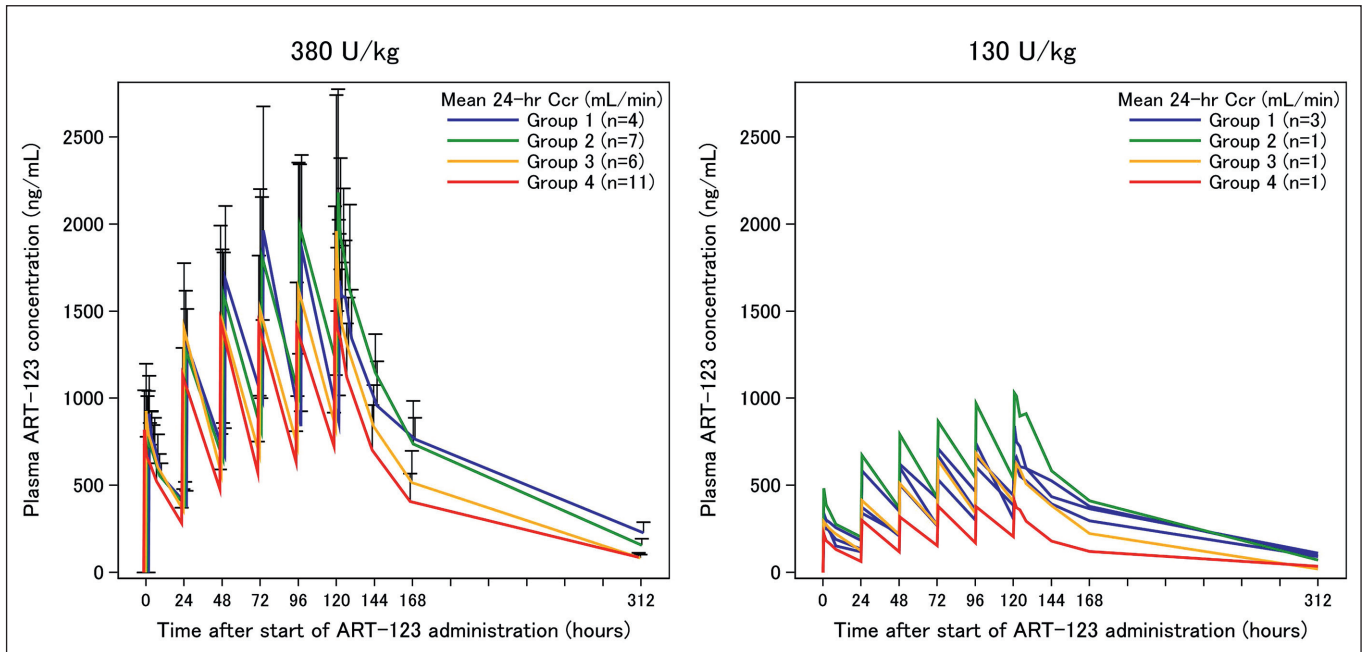 380 U/kg
Mean 24-hr Ccr (mL/min)
Group 1 (n=4)
Group 2 (n=7)
Group 3 (n=6)
Group 4 (n=11)
Plasma ART-123 concentration (ng/mL)
2500
2000
1500
1000
500
0
0 24 48 72 96 120 144 168 312
Time after start of ART-123 administration (hours)
130 U/kg
Mean 24-hr Ccr (mL/min)
Group 1 (n=3)
Group 2 (n=1)
Group 3 (n=1)
Group 4 (n=1)
Plasma ART-123 concentration (ng/mL)
2500
2000
1500
1000
500
0
0 24 48 72 96 120 144 168 312
Time after start of ART-123 administration (hours)